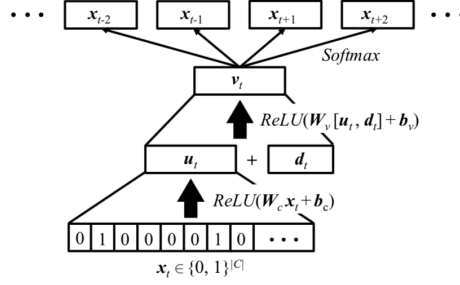 • • • x_{t-2} x_{t-1} x_{t+1} x_{t+2} • • •
Softmax
v_t
ReLU(W_v [u_t , d_t] + b_v)
u_t + d_t
ReLU(W_c x_t + b_c)
0 1 0 0 0 0 1 0 • • •
x_t ∈ {0, 1}^{|C|}